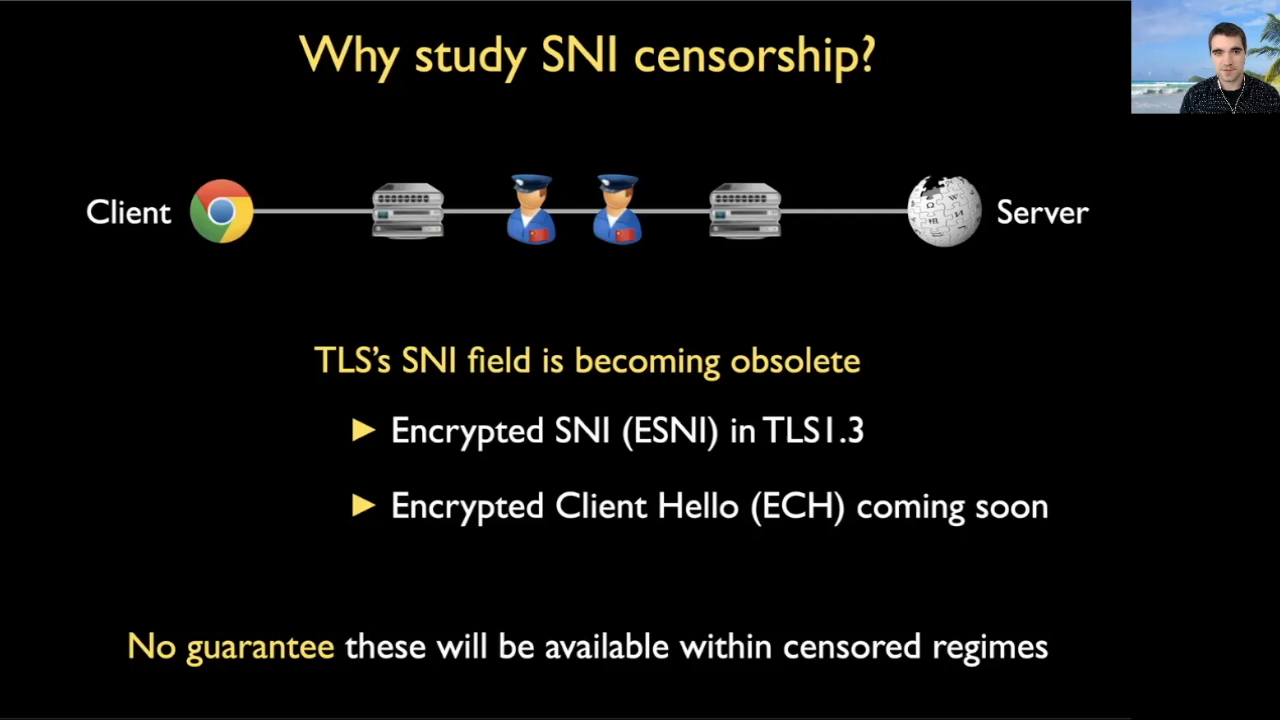 Why study SNI censorship?
Client
Server
TLS's SNI field is becoming obsolete
► Encrypted SNI (ESNI) in TLS1.3
► Encrypted Client Hello (ECH) coming soon
No guarantee these will be available within censored regimes